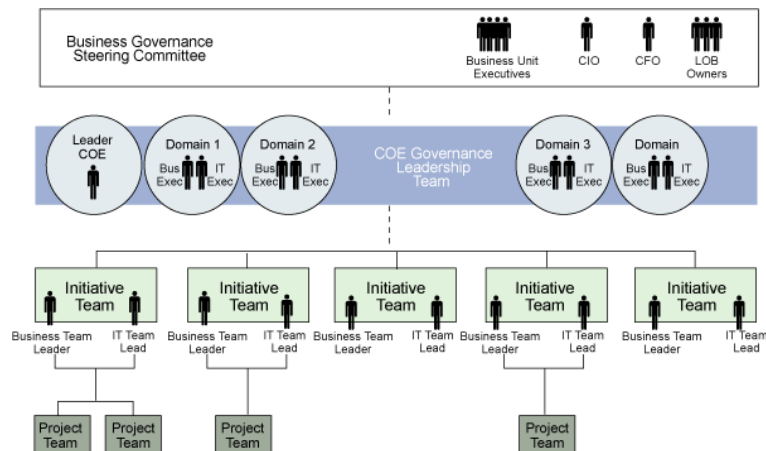 Business Governance
Steering Committee
Business Unit
Executives
CIO
CFO
LOB
Owners
Leader
COE
Domain 1
Bus
Exec
IT
Exec
Domain 2
Bus
Exec
IT
Exec
COE Governance
Leadership
Team
Domain 3
Bus
Exec
IT
Exec
Domain
Bus
Exec
IT
Exec
Initiative
Team
Business Team
Leader
IT Team
Lead
Initiative
Team
Business Team
Leader
IT Team
Lead
Initiative
Team
Business Team
Leader
IT Team
Lead
Initiative
Team
Business Team
Leader
IT Team
Lead
Initiative
Team
Business Team
Leader
IT Team
Lead
Project
Team
Project
Team
Project
Team
Project
Team